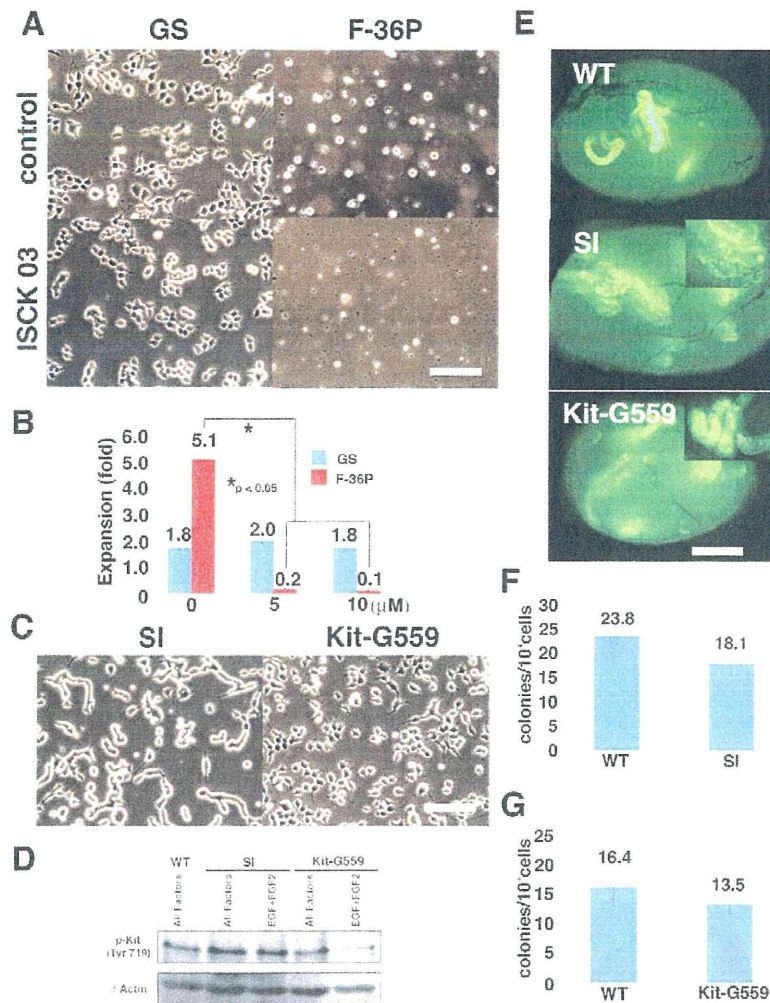 A
GS
F-36P
control
ISCK 03
B
Expansion (fold)
6.0
5.0
4.0
3.0
2.0
1.0
0
1.8
5.1
2.0
0.2
1.8
0.1
*
*p < 0.05
GS
F-36P
0
5
10 (μM)
C
SI
Kit-G559
D
WT
SI
Kit-G559
All Factors
All Factors
EGF+FGF2
All Factors
EGF+FGF2
p-Kit
(Tyr 719)
Actin
E
WT
SI
Kit-G559
F
colonies/10 cells
30
25
20
15
10
5
0
23.8
18.1
WT
SI
G
colonies/10 cells
25
20
15
10
5
0
16.4
13.5
WT
Kit-G559